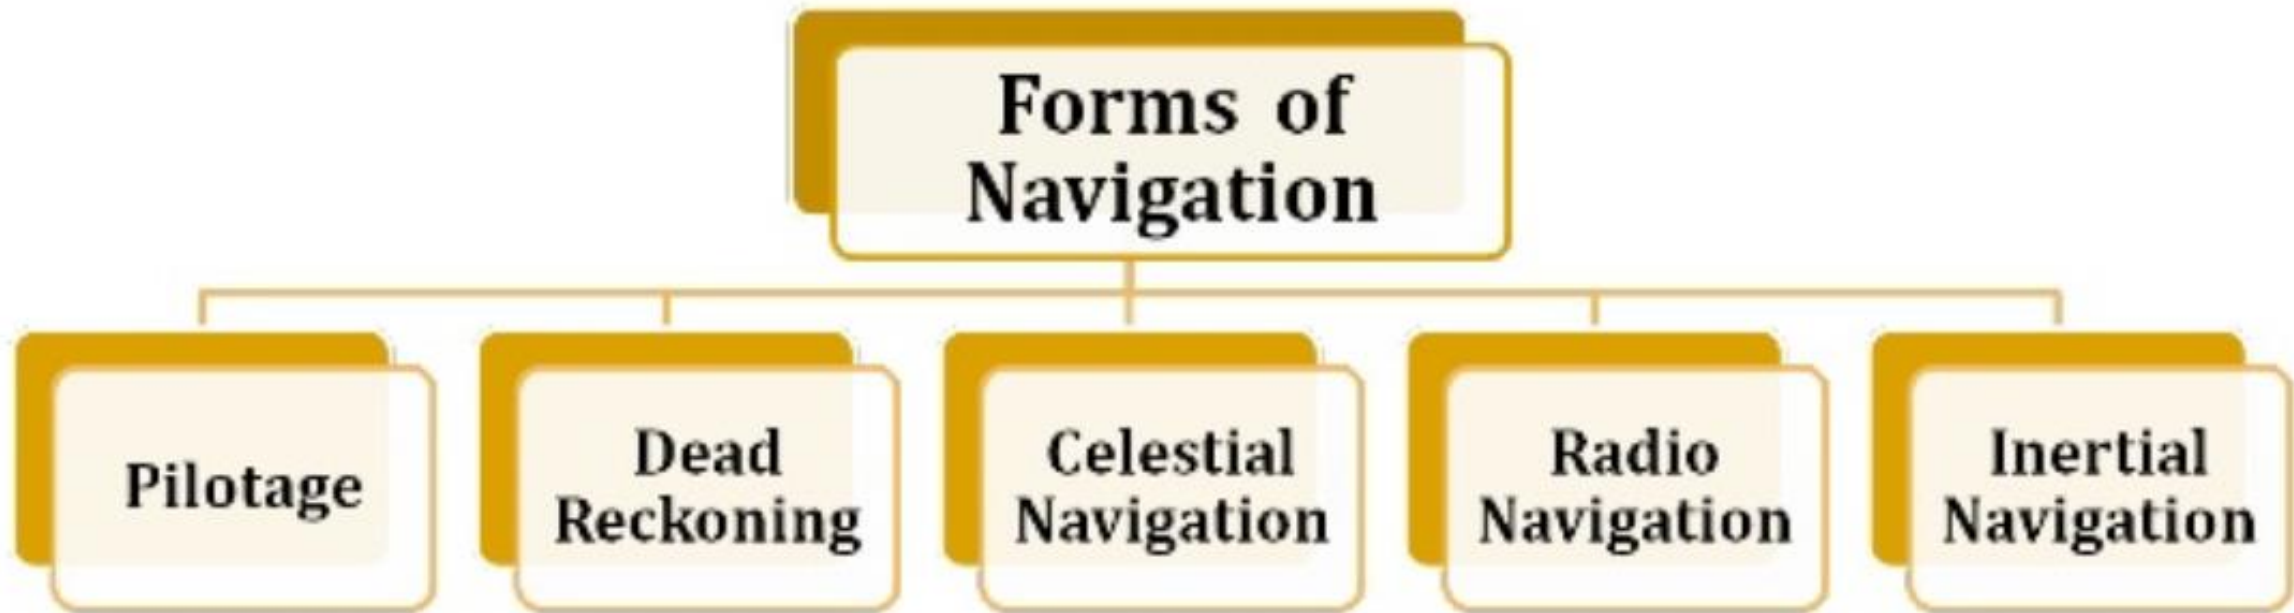 Forms of
Navigation
Pilotage
Dead
Reckoning
Celestial
Navigation
Radio
Navigation
Inertial
Navigation